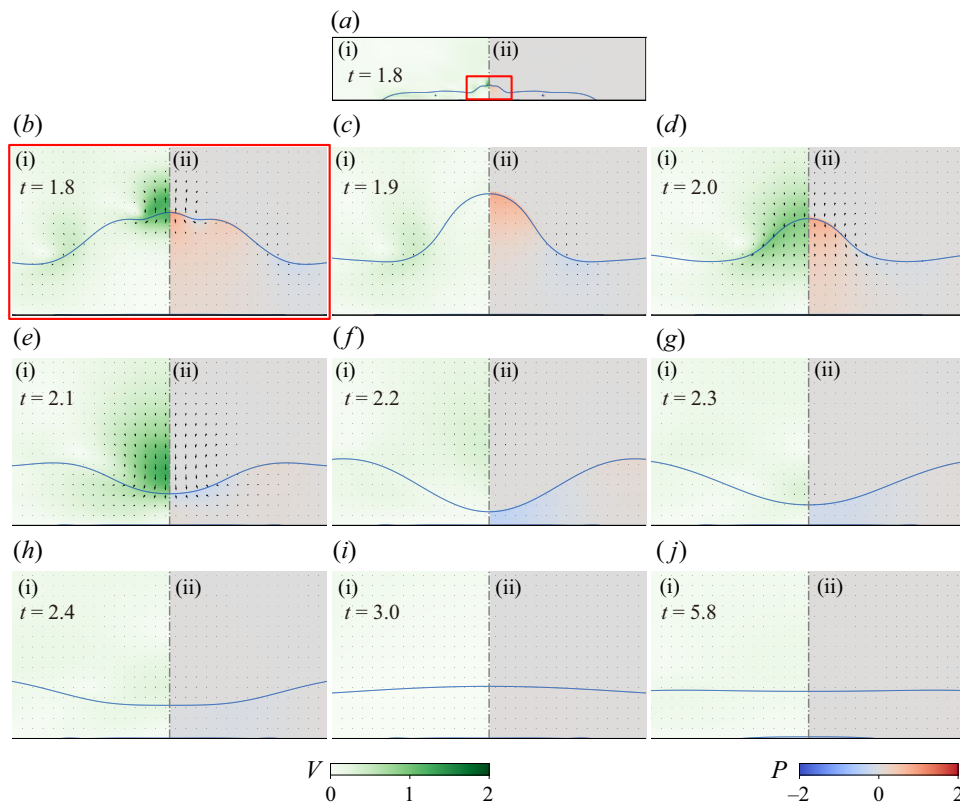 (a)
(i) (ii)
t = 1.8
(b) (c) (d)
(i) (ii) (i) (ii) (i) (ii)
t = 1.8 t = 1.9 t = 2.0
(e) (f) (g)
(i) (ii) (i) (ii) (i) (ii)
t = 2.1 t = 2.2 t = 2.3
(h) (i) (j)
(i) (ii) (i) (ii) (i) (ii)
t = 2.4 t = 3.0 t = 5.8
V P
0 1 2 –2 0 2